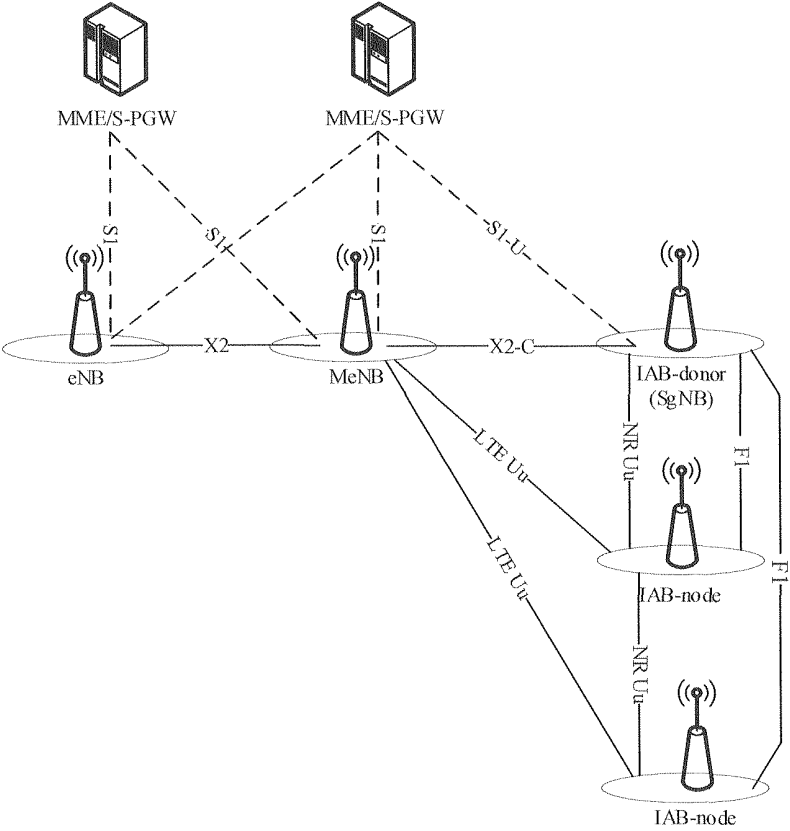 MME/S-PGW
MME/S-PGW
S1
S1
S1
S1-U
X2
X2-C
eNB
MeNB
IAB-donor
(SgNB)
LTE Uu
NR Uu
F1
LTE Uu
IAB-node
F1
NR Uu
IAB-node